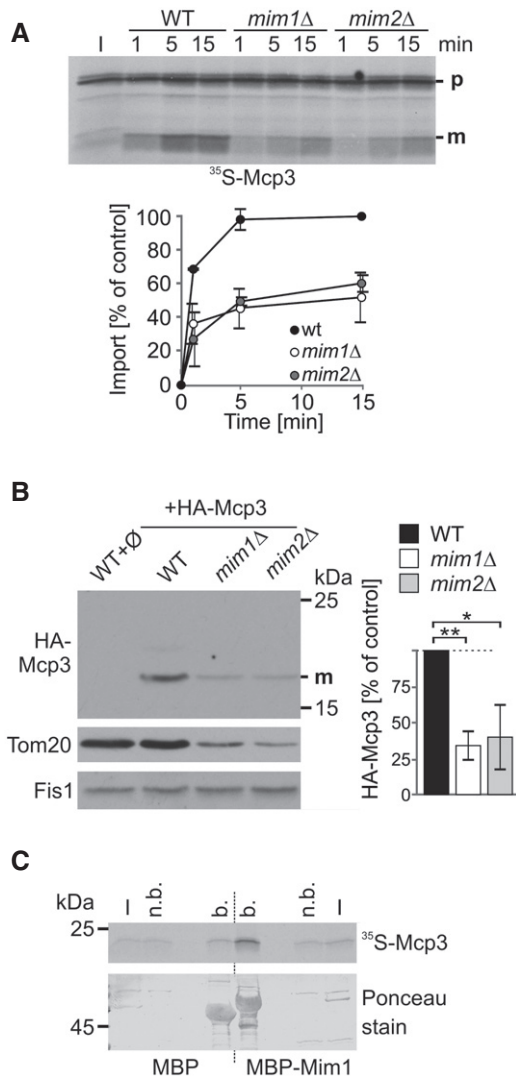 A
WT mim1Δ mim2Δ
I 1 5 15 1 5 15 1 5 15 min
p
m
³⁵S-Mcp3
Import [% of control]
100
80
60
40
20
0
wt
mim1Δ
mim2Δ
0 5 10 15
Time [min]
B
+HA-Mcp3
WT+Ø WT mim1Δ mim2Δ kDa
HA-Mcp3
25
m
15
Tom20
Fis1
WT
mim1Δ
mim2Δ
*
**
HA-Mcp3 [% of control]
75
50
25
0
C
kDa I n.b. b. b. n.b. I
25
³⁵S-Mcp3
45
Ponceau
stain
MBP MBP-Mim1